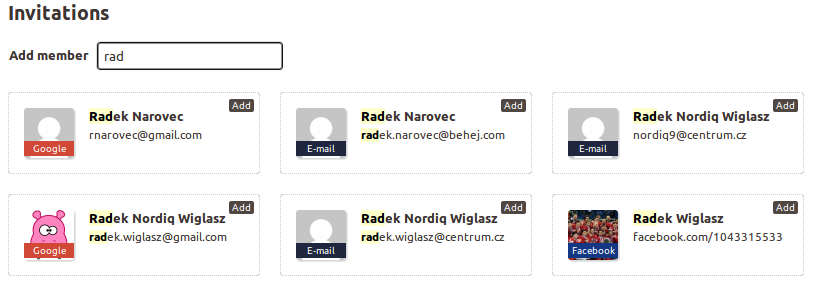 Invitations
Add member rad
Add
Radek Narovec
rnarovec@gmail.com
Google
Add
Radek Narovec
radek.narovec@behej.com
E-mail
Add
Radek Nordiq Wiglasz
nordiq9@centrum.cz
E-mail
Add
Radek Nordiq Wiglasz
radek.wiglasz@gmail.com
Google
Add
Radek Nordiq Wiglasz
radek.wiglasz@centrum.cz
E-mail
Add
Radek Wiglasz
facebook.com/1043315533
Facebook